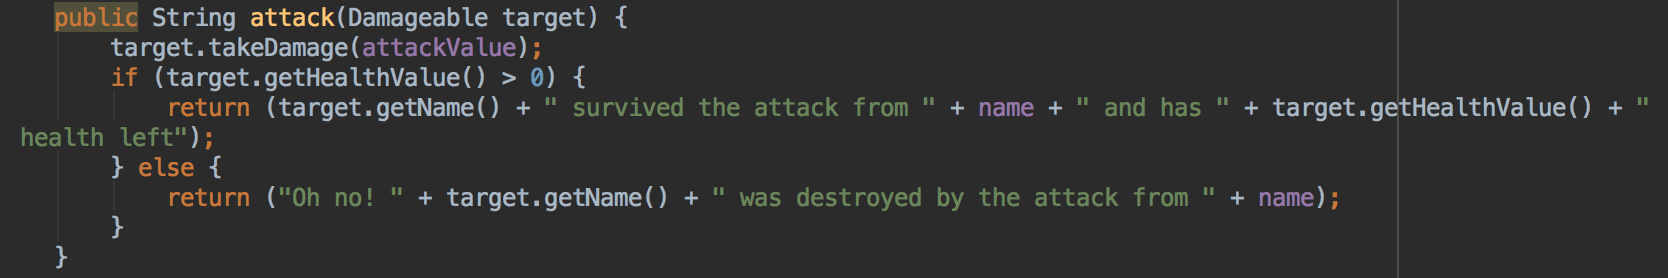 public String attack(Damageable target) {
target.takeDamage(attackValue);
if (target.getHealthValue() > 0) {
return (target.getName() + " survived the attack from " + name + " and has " + target.getHealthValue() + "
health left");
} else {
return ("Oh no! " + target.getName() + " was destroyed by the attack from " + name);
}
}